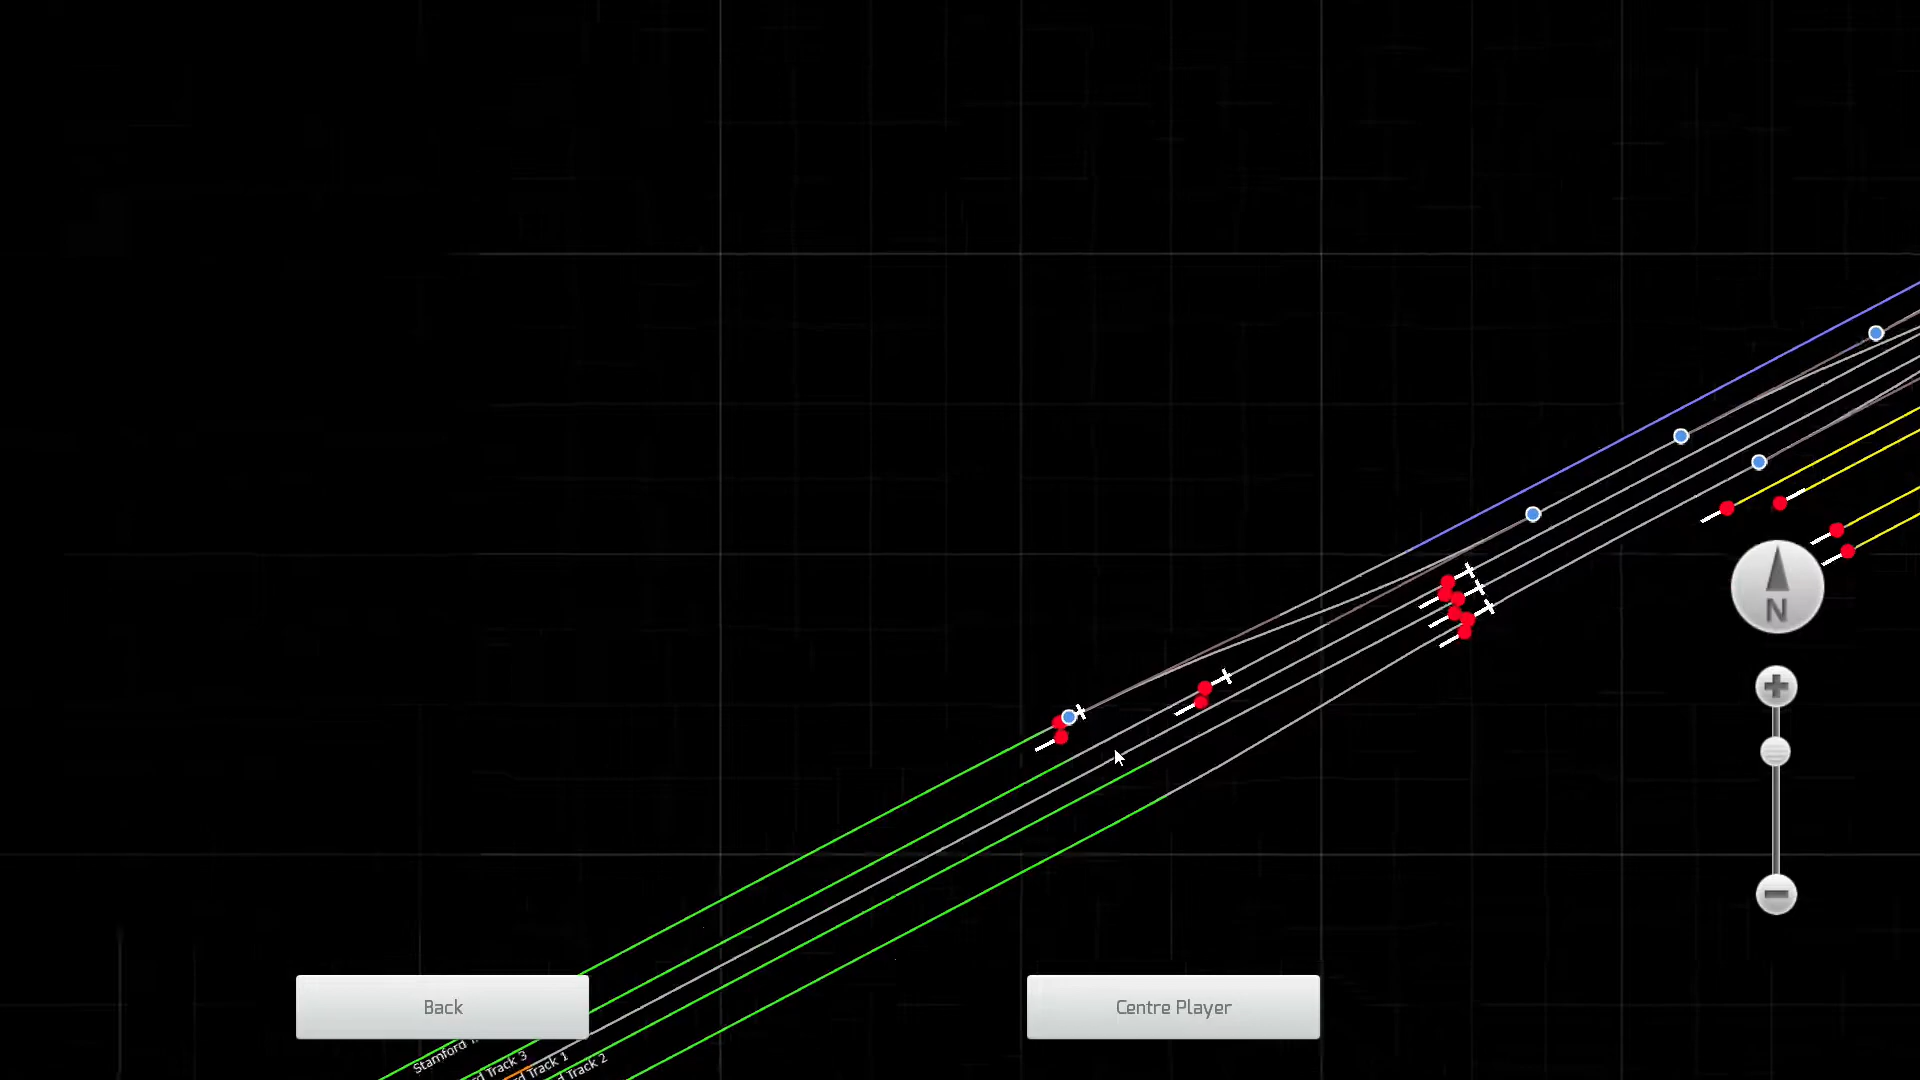 N
Back
Centre Player
Stamford
Track 3
Track 1
Track 2